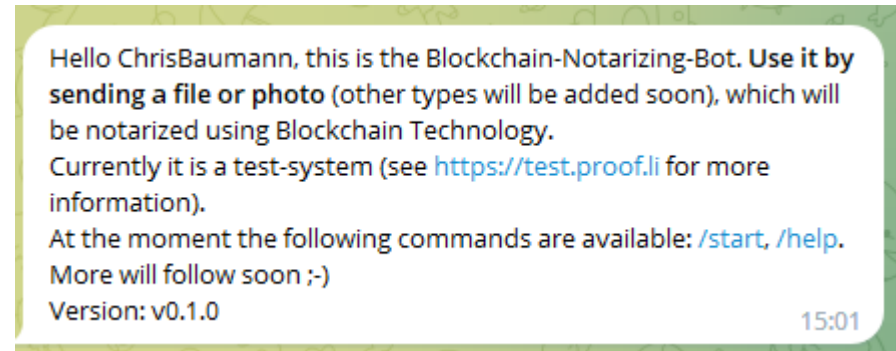 Hello ChrisBaumann, this is the Blockchain-Notarizing-Bot. Use it by
sending a file or photo (other types will be added soon), which will
be notarized using Blockchain Technology.
Currently it is a test-system (see https://test.proof.li for more
information).
At the moment the following commands are available: /start, /help.
More will follow soon ;-)
Version: v0.1.0
15:01